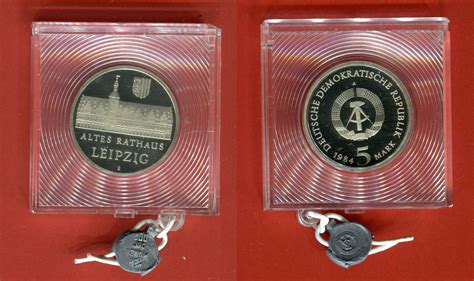 ALTES RATHAUS
LEIPZIG
DEUTSCHE DEMOKRATISCHE REPUBLIK
A
1984 5 MARK